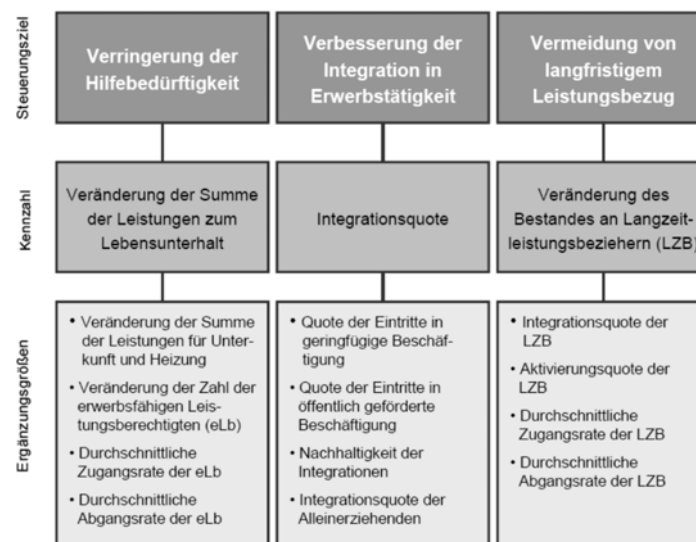 Steuerungsziel
Verringerung der
Hilfebedürftigkeit
Verbesserung der
Integration in
Erwerbstätigkeit
Vermeidung von
langfristigem
Leistungsbezug
Kennzahl
Veränderung der Summe
der Leistungen zum
Lebensunterhalt
Integrationsquote
Veränderung des
Bestandes an Langzeit-
leistungsbeziehern (LZB)
Ergänzungsgrößen
• Veränderung der Summe
der Leistungen für Unter-
kunft und Heizung
• Veränderung der Zahl der
erwerbsfähigen Leis-
tungsberechtigten (eLb)
• Durchschnittliche
Zugangsrate der eLb
• Durchschnittliche
Abgangsrate der eLb
• Quote der Eintritte in
geringfügige Beschäf-
tigung
• Quote der Eintritte in
öffentlich geförderte
Beschäftigung
• Nachhaltigkeit der
Integrationen
• Integrationsquote der
Alleinerziehenden
• Integrationsquote der
LZB
• Aktivierungsquote der
LZB
• Durchschnittliche
Zugangsrate der LZB
• Durchschnittliche
Abgangsrate der LZB